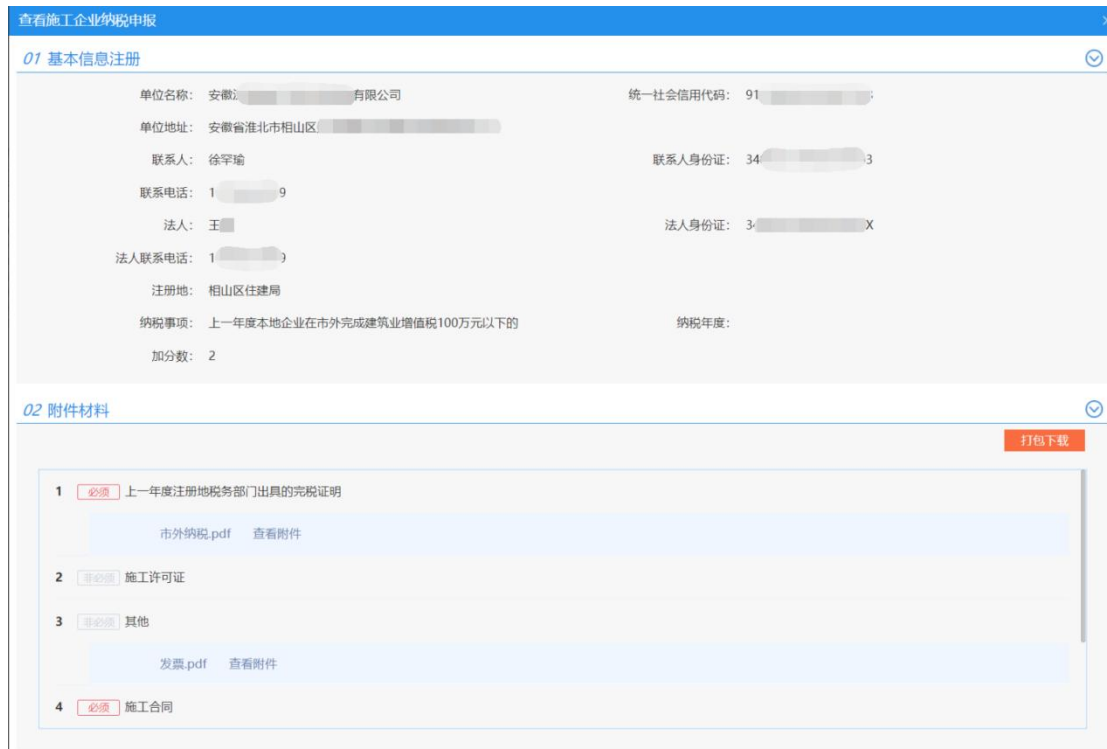 查看施工企业纳税申报
01 基本信息注册
单位名称： 安徽 有限公司 统一社会信用代码： 91
单位地址： 安徽省淮北市相山区
联系人： 徐罕瑜 联系人身份证： 34 3
联系电话： 1 9
法人： 王 法人身份证： 34 X
法人联系电话： 1 9
注册地： 相山区住建局
纳税事项： 上一年度本地企业在市外完成建筑业增值税100万元以下的 纳税年度：
加分数： 2
02 附件材料
打包下载
1 必须 上一年度注册地税务部门出具的完税证明
市外纳税.pdf 查看附件
2 非必须 施工许可证
3 非必须 其他
发票.pdf 查看附件
4 必须 施工合同